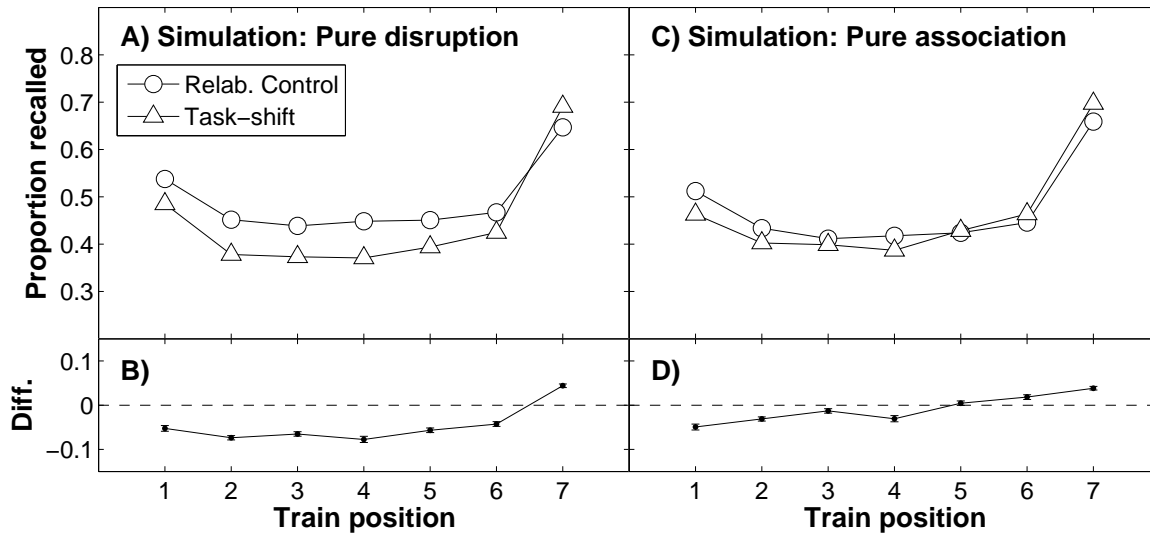 A) Simulation: Pure disruption
Relab. Control
Task−shift
Proportion recalled
0.8
0.7
0.6
0.5
0.4
0.3
C) Simulation: Pure association
B)
Diff.
0.1
0
−0.1
1 2 3 4 5 6 7
Train position
D)
1 2 3 4 5 6 7
Train position